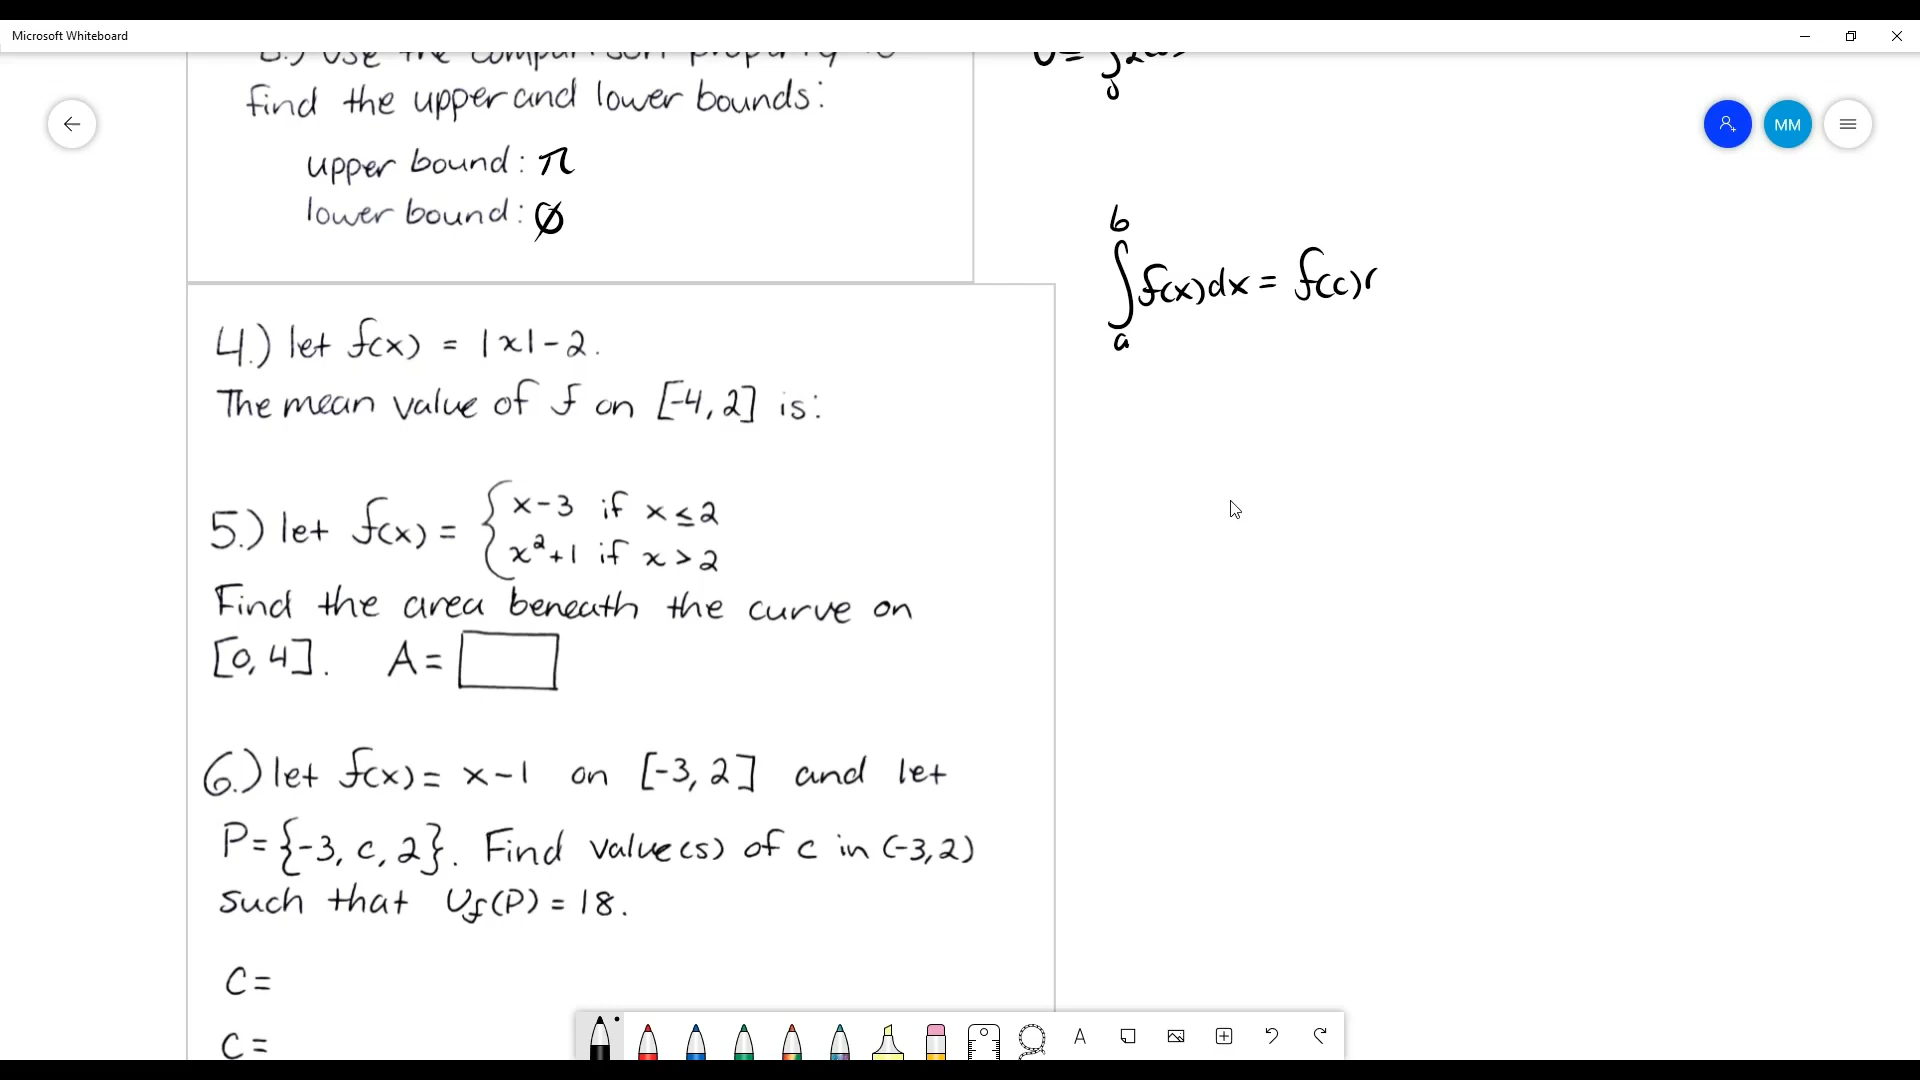 Microsoft Whiteboard
find the upper and lower bounds:
upper bound: π
lower bound: ∅
MM
b
∫f(x)dx = f(c)(
a
4.) let f(x) = |x|-2.
The mean value of f on [-4,2] is:
5.) let f(x) = { x-3 if x≤2
x²+1 if x>2
Find the area beneath the curve on
[0,4]. A=
6.) let f(x) = x-1 on [-3,2] and let
P={-3, c, 2}. Find value(s) of c in (-3,2)
such that U_f(P) = 18.
C=
C=
A